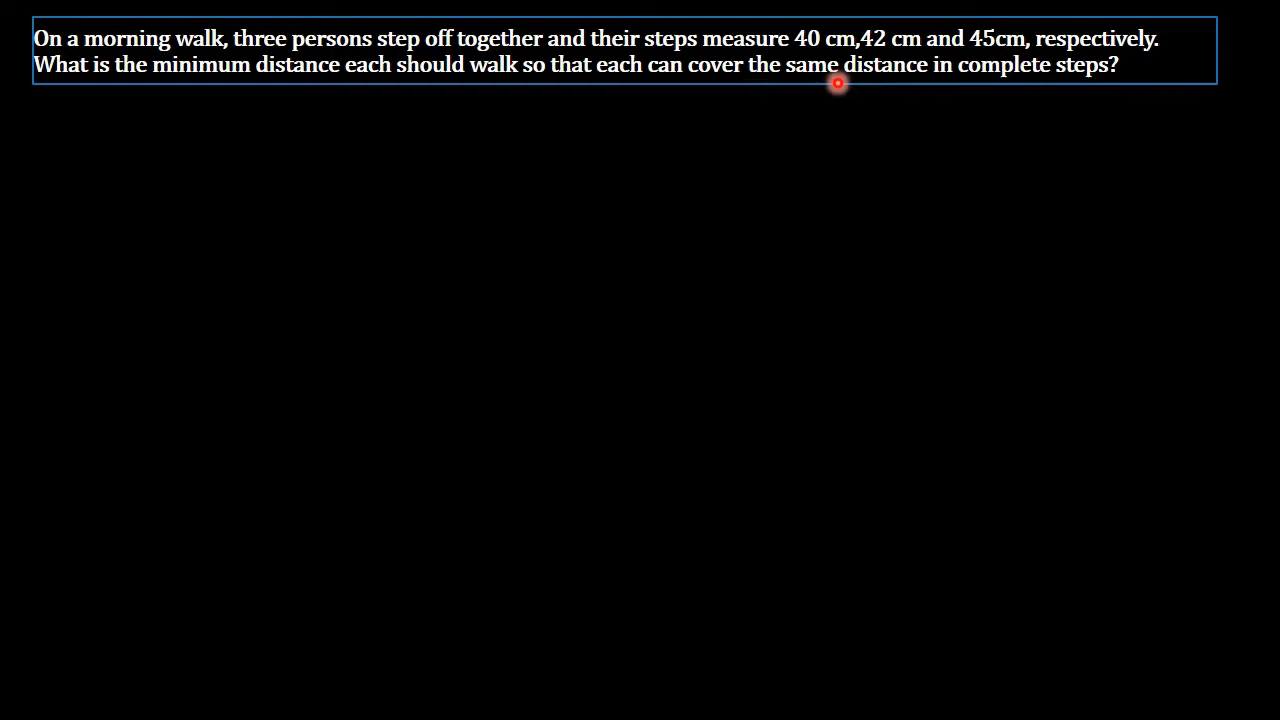 On a morning walk, three persons step off together and their steps measure 40 cm,42 cm and 45cm, respectively.
What is the minimum distance each should walk so that each can cover the same distance in complete steps?